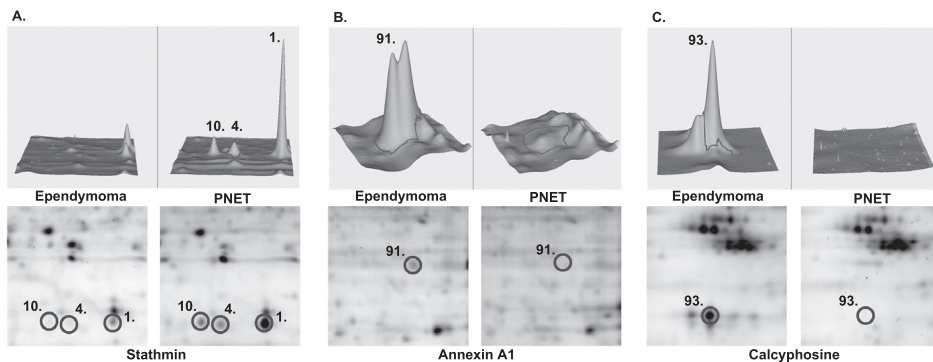 A. B. C.
1. 91. 93.
10. 4.
Ependymoma PNET Ependymoma PNET Ependymoma PNET
91. 91.
10. 4. 1. 10. 4. 1. 93. 93.
Stathmin Annexin A1 Calcyphosine